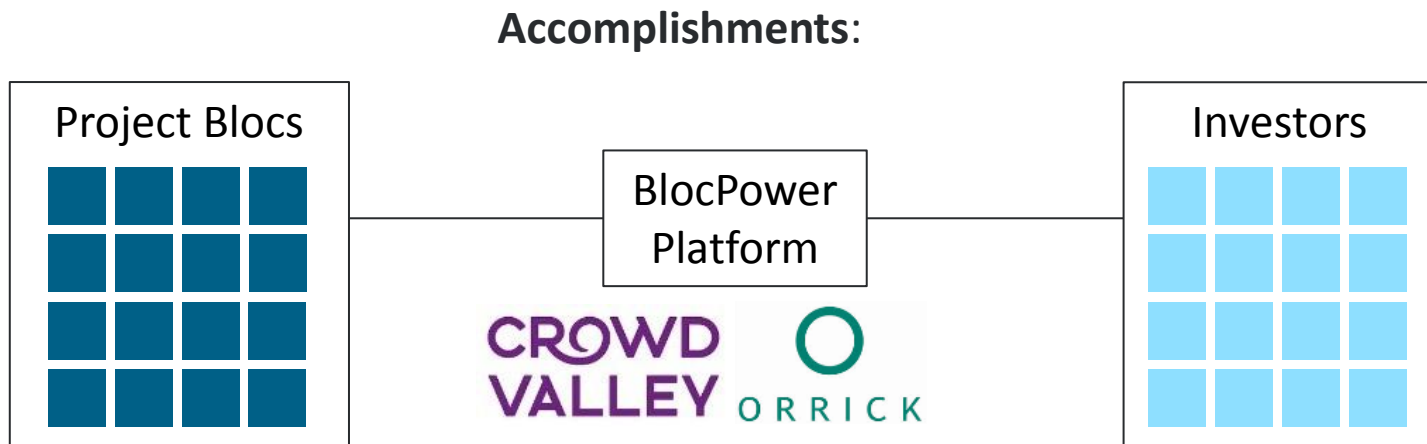 Accomplishments:
Project Blocs
BlocPower
Platform
Investors
CROWD
VALLEY
ORRICK